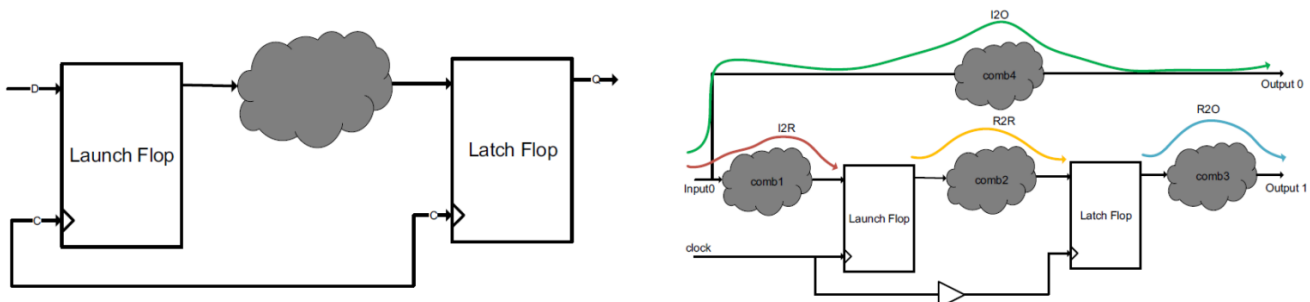 D
Launch Flop
C
Latch Flop
Q
C
I2O
comb4
Output 0
I2R
R2R
R2O
Input0
comb1
comb2
comb3
Output 1
Launch Flop
Latch Flop
clock